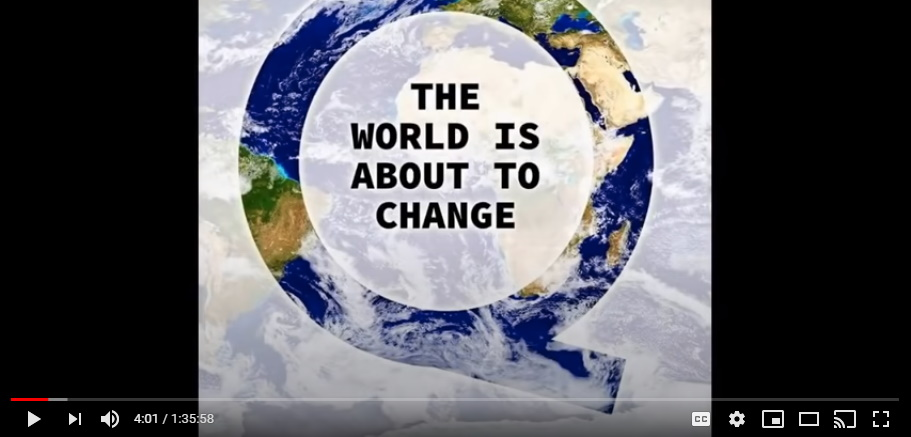 THE
WORLD IS
ABOUT TO
CHANGE
4:01 / 1:35:58
CC